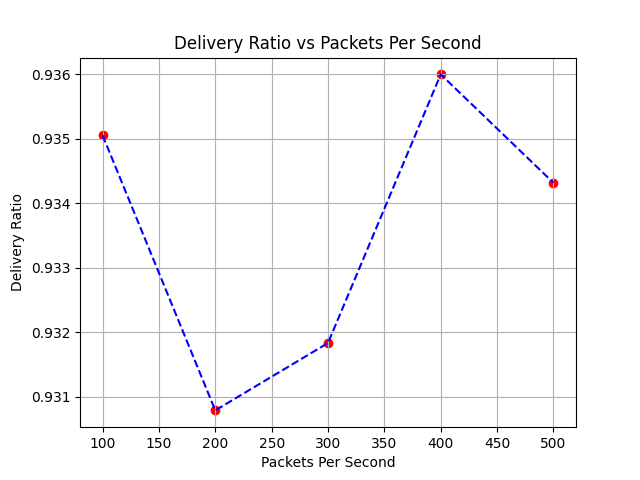 Delivery Ratio vs Packets Per Second
0.936
0.935
0.934
0.933
0.932
0.931
Delivery Ratio
100 150 200 250 300 350 400 450 500
Packets Per Second